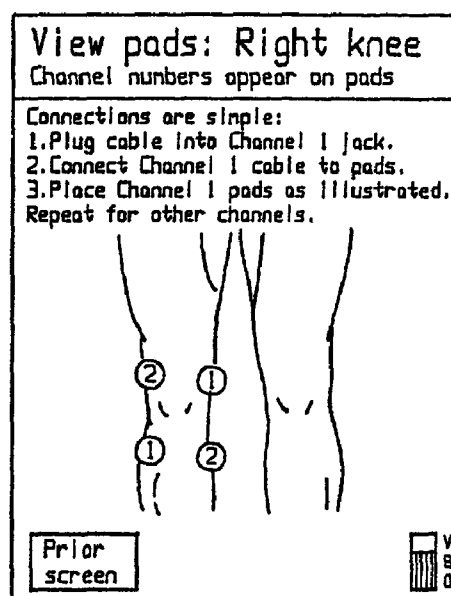 View pads: Right knee
Channel numbers appear on pads
Connections are simple:
1.Plug cable into Channel 1 jack.
2.Connect Channel 1 cable to pads.
3.Place Channel 1 pads as illustrated.
Repeat for other channels.
2 1
1 2
Prior
screen